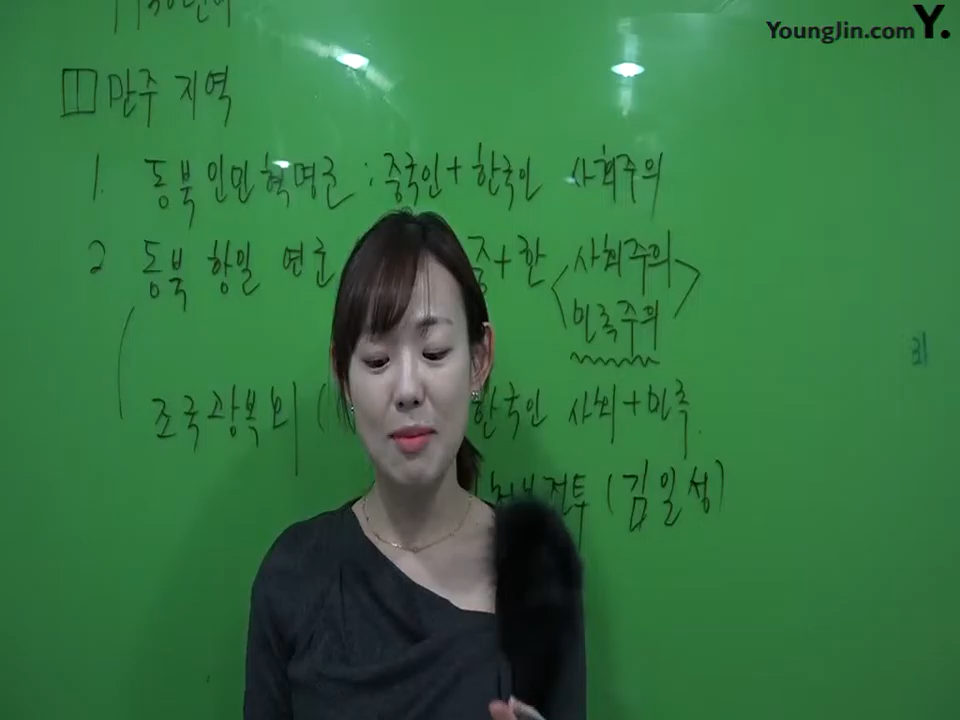 YoungJin.com Y.
만주 지역
1. 동북 인민 혁명군 : 중국인 + 한국인 사회주의
2 동북 항일 연군 중+한 < 사회주의 >
민족주의
조국 광복회 ( 한국인 사회 + 민족
전투 (김일성)